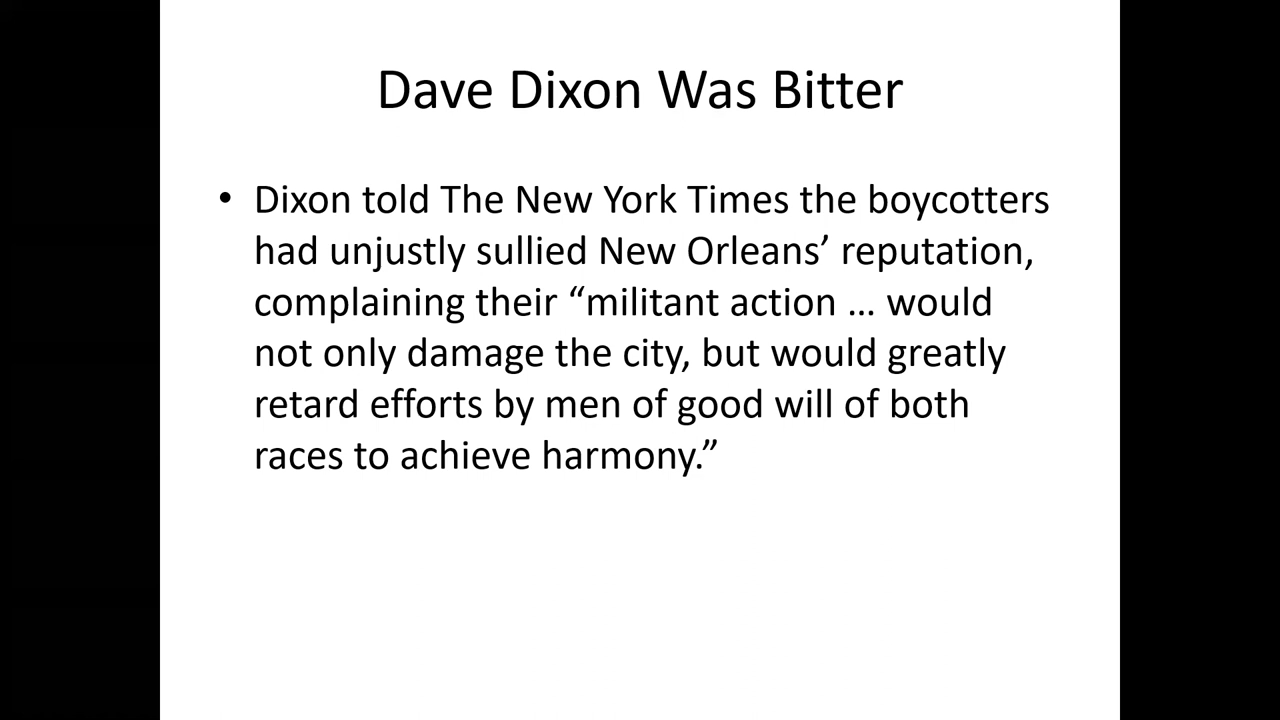 Dave Dixon Was Bitter
• Dixon told The New York Times the boycotters
had unjustly sullied New Orleans’ reputation,
complaining their “militant action … would
not only damage the city, but would greatly
retard efforts by men of good will of both
races to achieve harmony.”